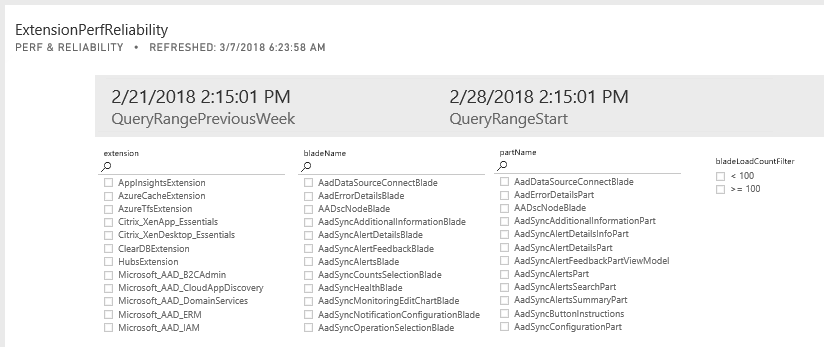 ExtensionPerfReliability
PERF & RELIABILITY • REFRESHED: 3/7/2018 6:23:58 AM
2/21/2018 2:15:01 PM
QueryRangePreviousWeek
2/28/2018 2:15:01 PM
QueryRangeStart
extension
AppInsightsExtension
AzureCacheExtension
AzureTfsExtension
Citrix_XenApp_Essentials
Citrix_XenDesktop_Essentials
ClearDBExtension
HubsExtension
Microsoft_AAD_B2CAdmin
Microsoft_AAD_CloudAppDiscovery
Microsoft_AAD_DomainServices
Microsoft_AAD_ERM
Microsoft_AAD_IAM
bladeName
AadDataSourceConnectBlade
AadErrorDetailsBlade
AADscNodeBlade
AadSyncAdditionalInformationBlade
AadSyncAlertDetailsBlade
AadSyncAlertFeedbackBlade
AadSyncAlertsBlade
AadSyncCountsSelectionBlade
AadSyncHealthBlade
AadSyncMonitoringEditChartBlade
AadSyncNotificationConfigurationBlade
AadSyncOperationSelectionBlade
partName
AadDataSourceConnectBlade
AadErrorDetailsPart
AADscNodeBlade
AadSyncAdditionalInformationPart
AadSyncAlertDetailsInfoPart
AadSyncAlertDetailsPart
AadSyncAlertFeedbackPartViewModel
AadSyncAlertsPart
AadSyncAlertsSearchPart
AadSyncAlertsSummaryPart
AadSyncButtonInstructions
AadSyncConfigurationPart
bladeLoadCountFilter
< 100
>= 100